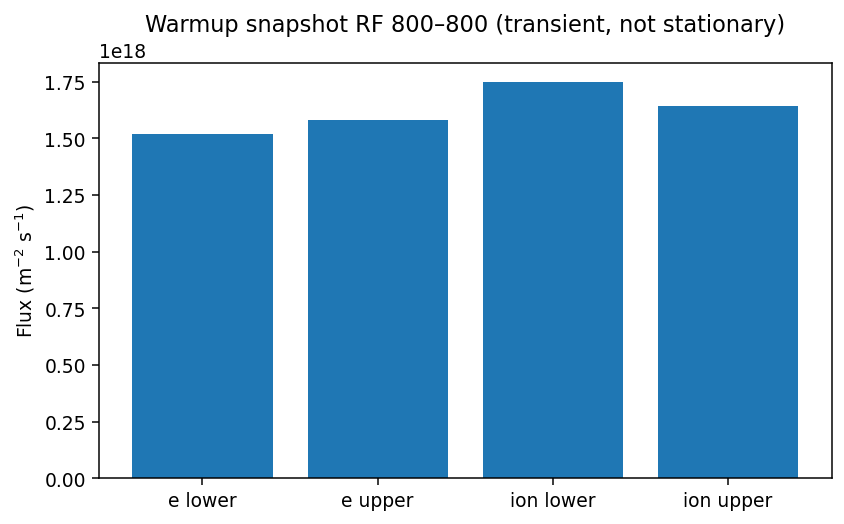 Warmup snapshot RF 800–800 (transient, not stationary)
1e18
1.75
1.50
1.25
1.00
0.75
0.50
0.25
0.00
Flux (m⁻² s⁻¹)
e lower
e upper
ion lower
ion upper